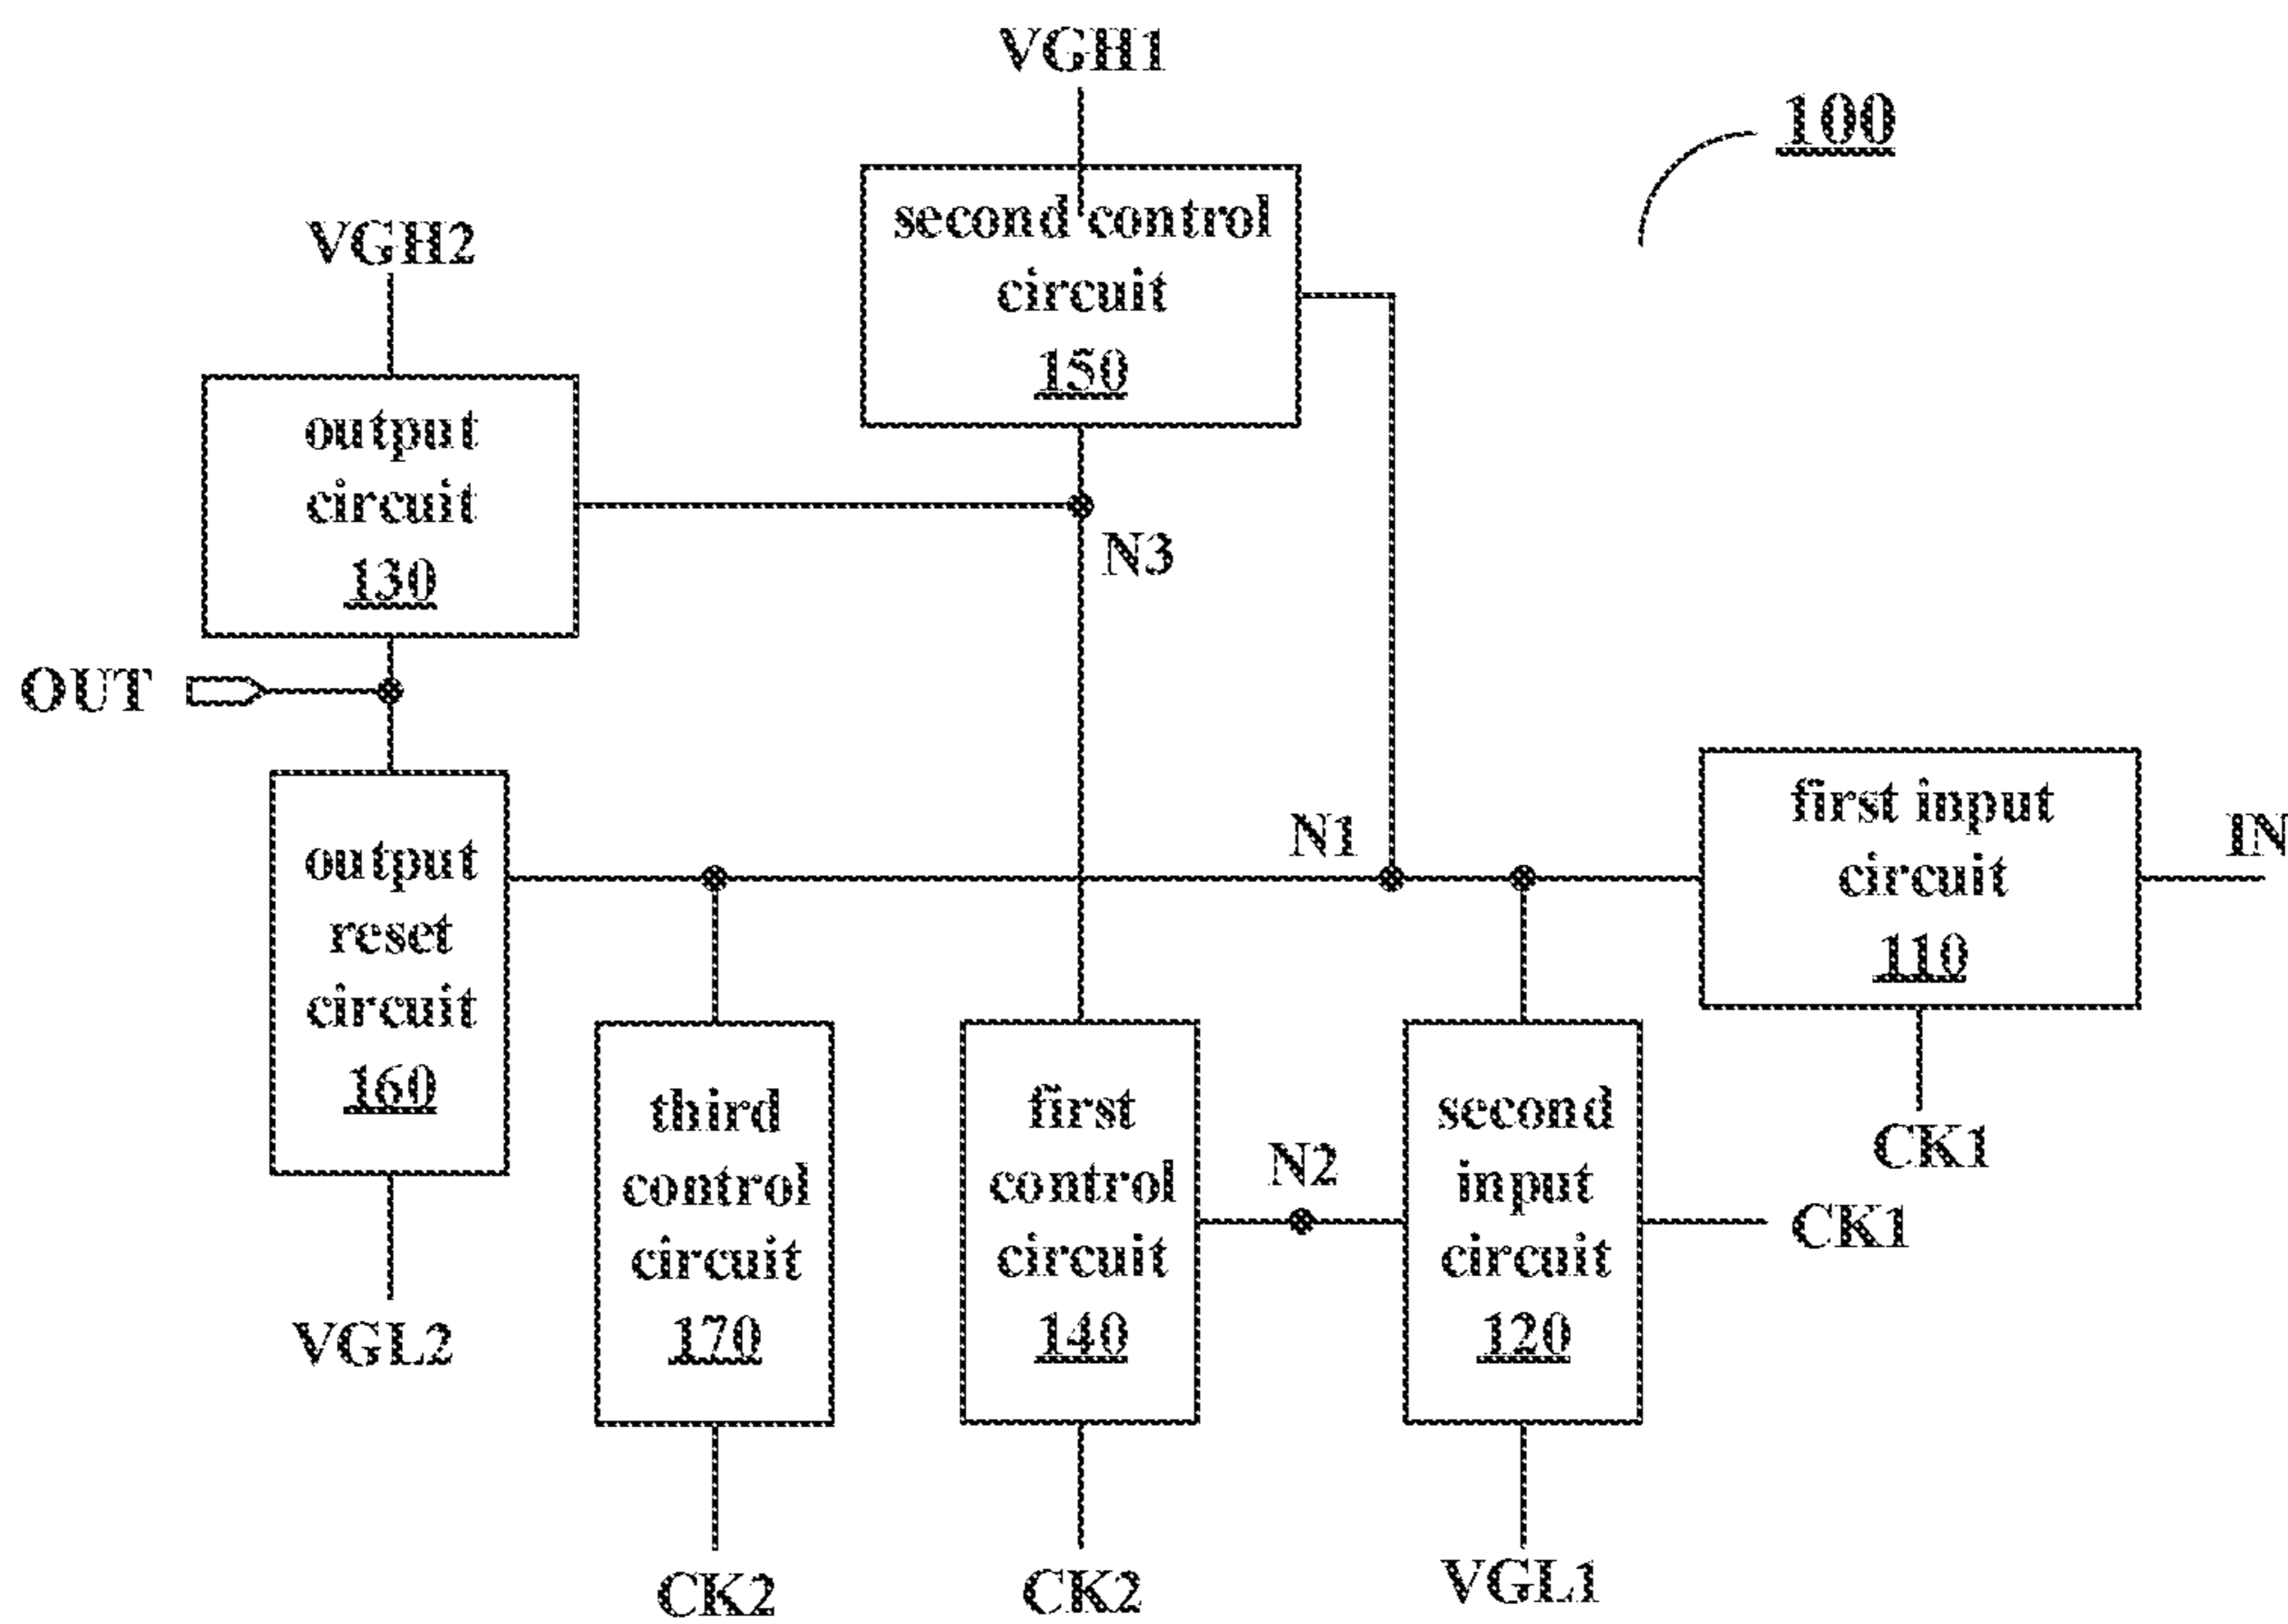 VGH1
100
second control
circuit
150
VGH2
output
circuit
130
N3
OUT
output
reset
circuit
160
N1
first input
circuit
110
IN
CK1
third
control
circuit
170
first
control
circuit
140
N2
second
input
circuit
120
CK1
VGL2
CK2
CK2
VGL1